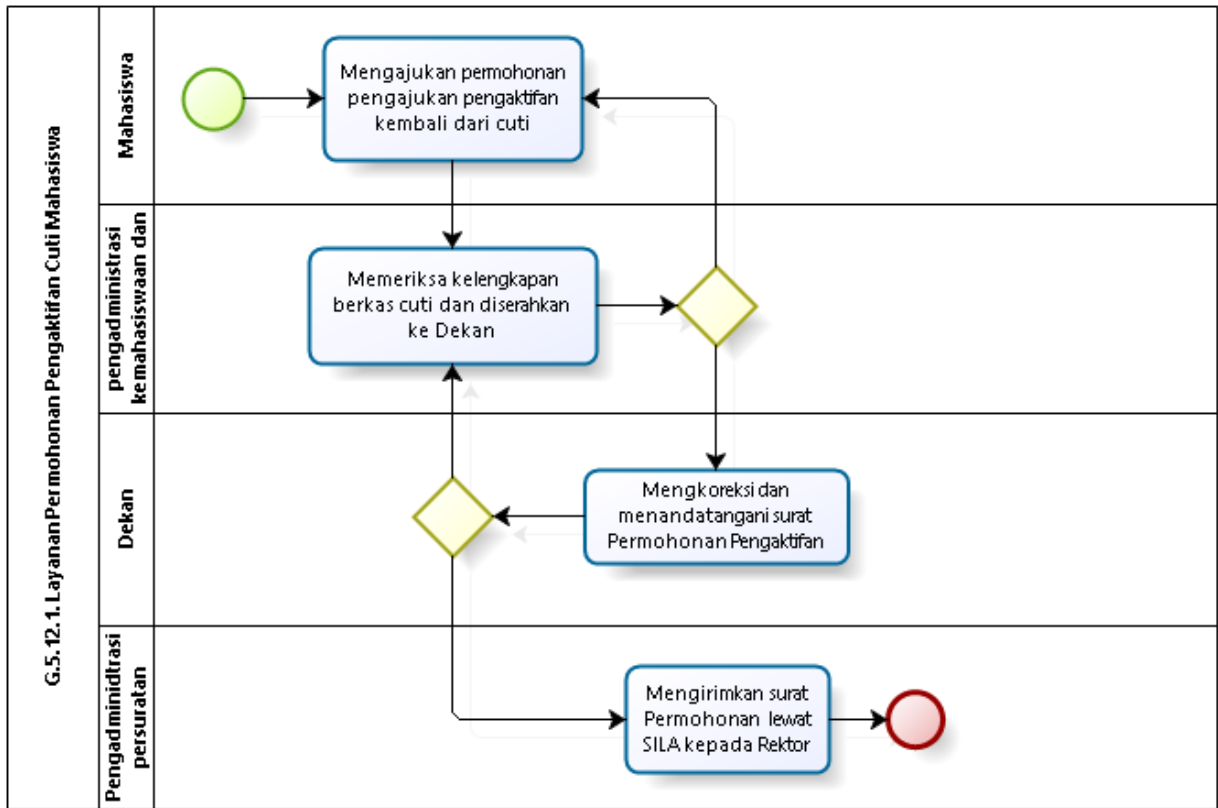 G.5.12.1. Layanan Permohonan Pengaktifan Cuti Mahasiswa
Mahasiswa
Mengajukan permohonan
pengajukan pengaktifan
kembali dari cuti
pengadministrasi
kemahasiswaan dan
Memeriksa kelengkapan
berkas cuti dan diserahkan
ke Dekan
Dekan
Mengkoreksi dan
menandatangani surat
Permohonan Pengaktifan
Pengadminidtrasi
persuratan
Mengirimkan surat
Permohonan lewat
SILA kepada Rektor